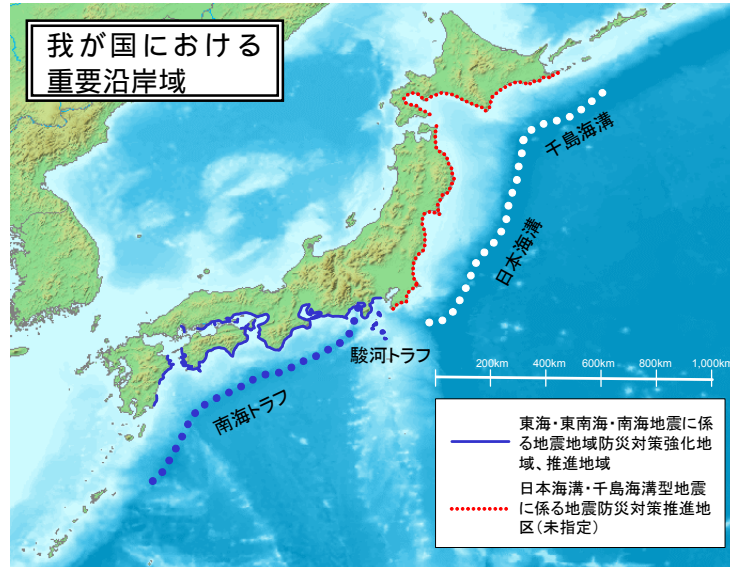 我が国における
重要沿岸域
千島海溝
日本海溝
駿河トラフ
南海トラフ
200km
400km
600km
800km
1,000km
東海・東南海・南海地震に係
る地震地域防災対策強化地
域、推進地域
日本海溝・千島海溝型地震
に係る地震防災対策推進地
区（未指定）